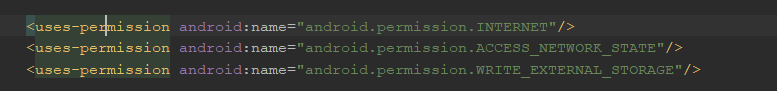 <uses-permission android:name="android.permission.INTERNET"/>
<uses-permission android:name="android.permission.ACCESS_NETWORK_STATE"/>
<uses-permission android:name="android.permission.WRITE_EXTERNAL_STORAGE"/>